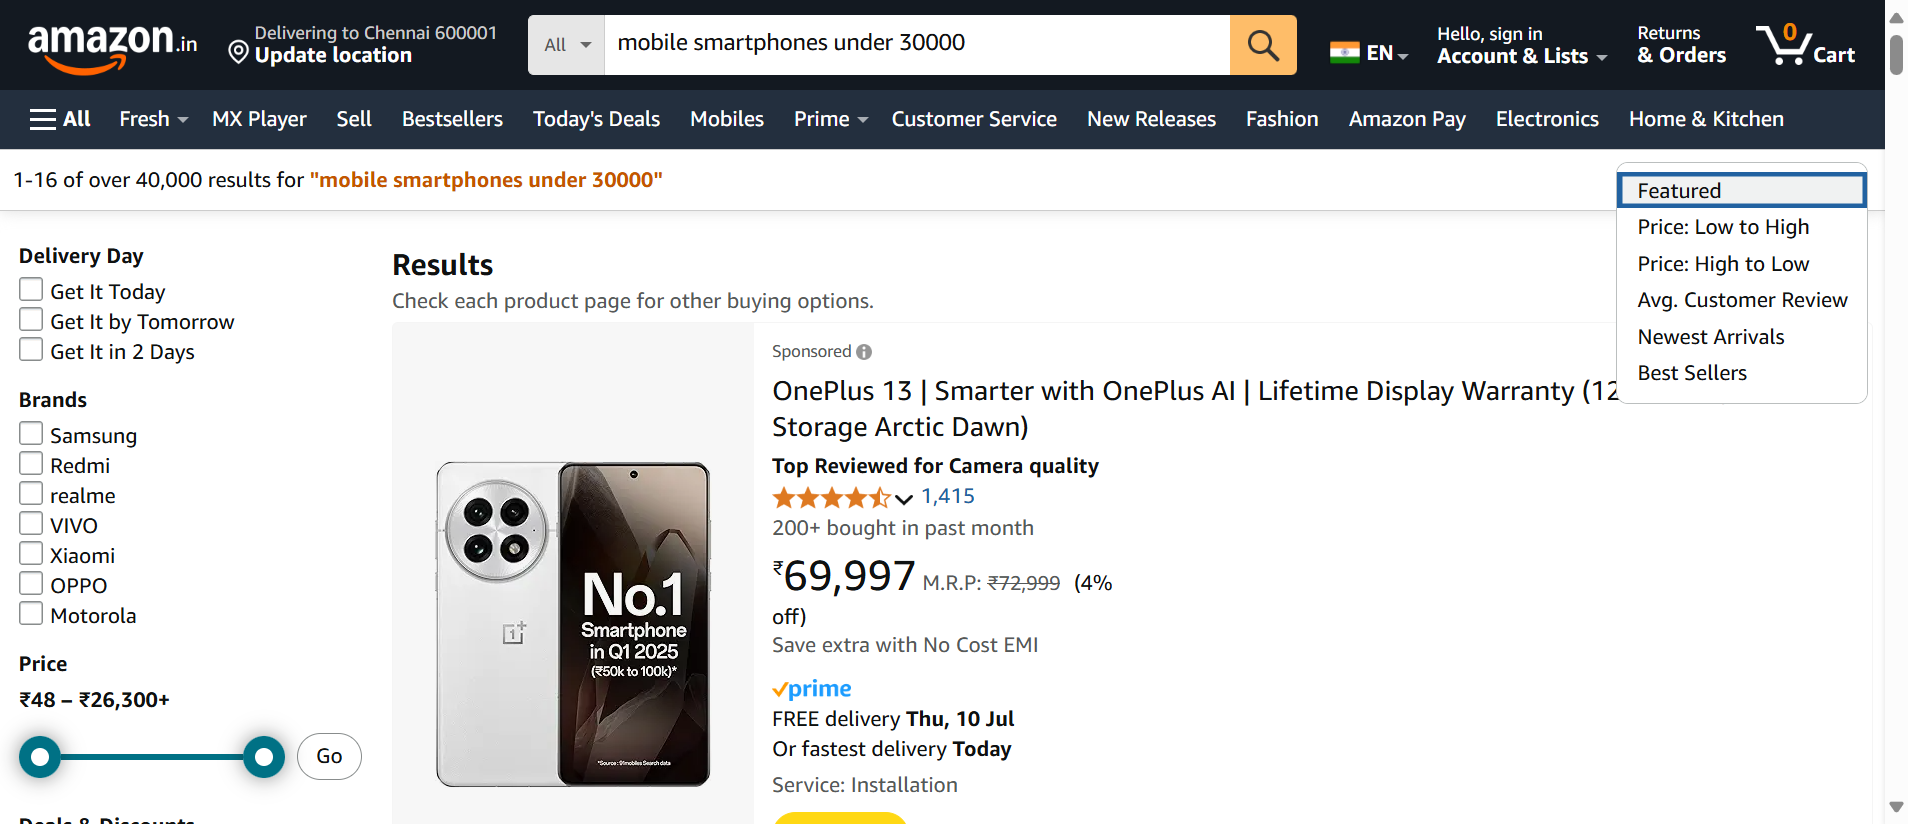 amazon.in
Delivering to Chennai 600001
Update location
All
mobile smartphones under 30000
EN
Hello, sign in
Account & Lists
Returns
& Orders
0
Cart
All
Fresh
MX Player
Sell
Bestsellers
Today's Deals
Mobiles
Prime
Customer Service
New Releases
Fashion
Amazon Pay
Electronics
Home & Kitchen
1-16 of over 40,000 results for "mobile smartphones under 30000"
Featured
Price: Low to High
Price: High to Low
Avg. Customer Review
Newest Arrivals
Best Sellers
Delivery Day
Get It Today
Get It by Tomorrow
Get It in 2 Days
Brands
Samsung
Redmi
realme
VIVO
Xiaomi
OPPO
Motorola
Price
₹48 – ₹26,300+
Go
Deals & Discounts
Results
Check each product page for other buying options.
No.1
Smartphone
in Q1 2025
(₹50k to 100k)*
*Source : 91mobiles Search data
Sponsored
OnePlus 13 | Smarter with OnePlus AI | Lifetime Display Warranty (12
Storage Arctic Dawn)
Top Reviewed for Camera quality
1,415
200+ bought in past month
₹69,997 M.R.P: ₹72,999 (4%
off)
Save extra with No Cost EMI
prime
FREE delivery Thu, 10 Jul
Or fastest delivery Today
Service: Installation